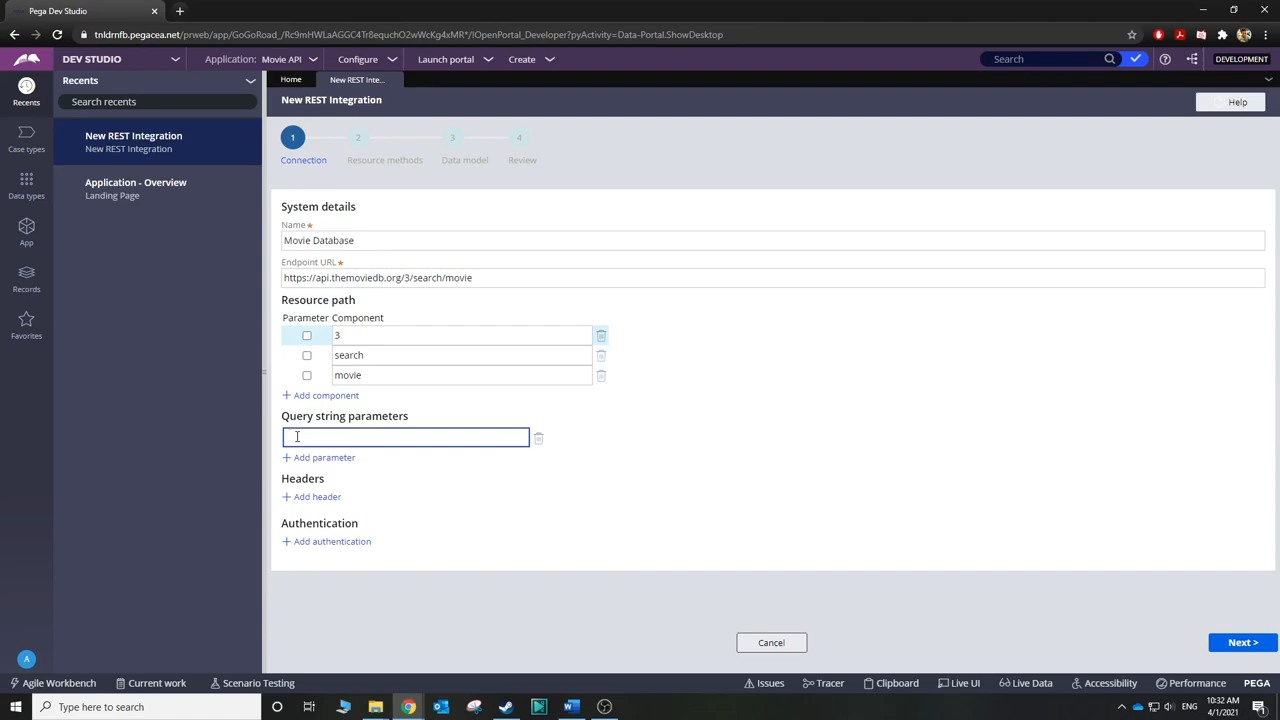 Pega Dev Studio
tnldrnfb.pegacea.net/prweb/app/GoGoRoad_/Rc9mHWLaAGGC4Tr8equchO2wWcKg4xMR*/!OpenPortal_Developer?pyActivity=Data-Portal.ShowDesktop
DEV STUDIO
Application: Movie API
Configure
Launch portal
Create
Search
DEVELOPMENT
Recents
Recents
Search recents
Home
New REST Inte...
New REST Integration
Help
New REST Integration
New REST Integration
Application - Overview
Landing Page
Case types
Data types
App
Records
Favorites
1
2
3
4
Connection
Resource methods
Data model
Review
System details
Name★
Movie Database
Endpoint URL★
https://api.themoviedb.org/3/search/movie
Resource path
Parameter Component
3
search
movie
+ Add component
Query string parameters
+ Add parameter
Headers
+ Add header
Authentication
+ Add authentication
Cancel
Next >
A
Agile Workbench
Current work
Scenario Testing
Issues
Tracer
Clipboard
Live UI
Live Data
Accessibility
Performance
PEGA
Type here to search
ENG
10:32 AM
4/1/2021